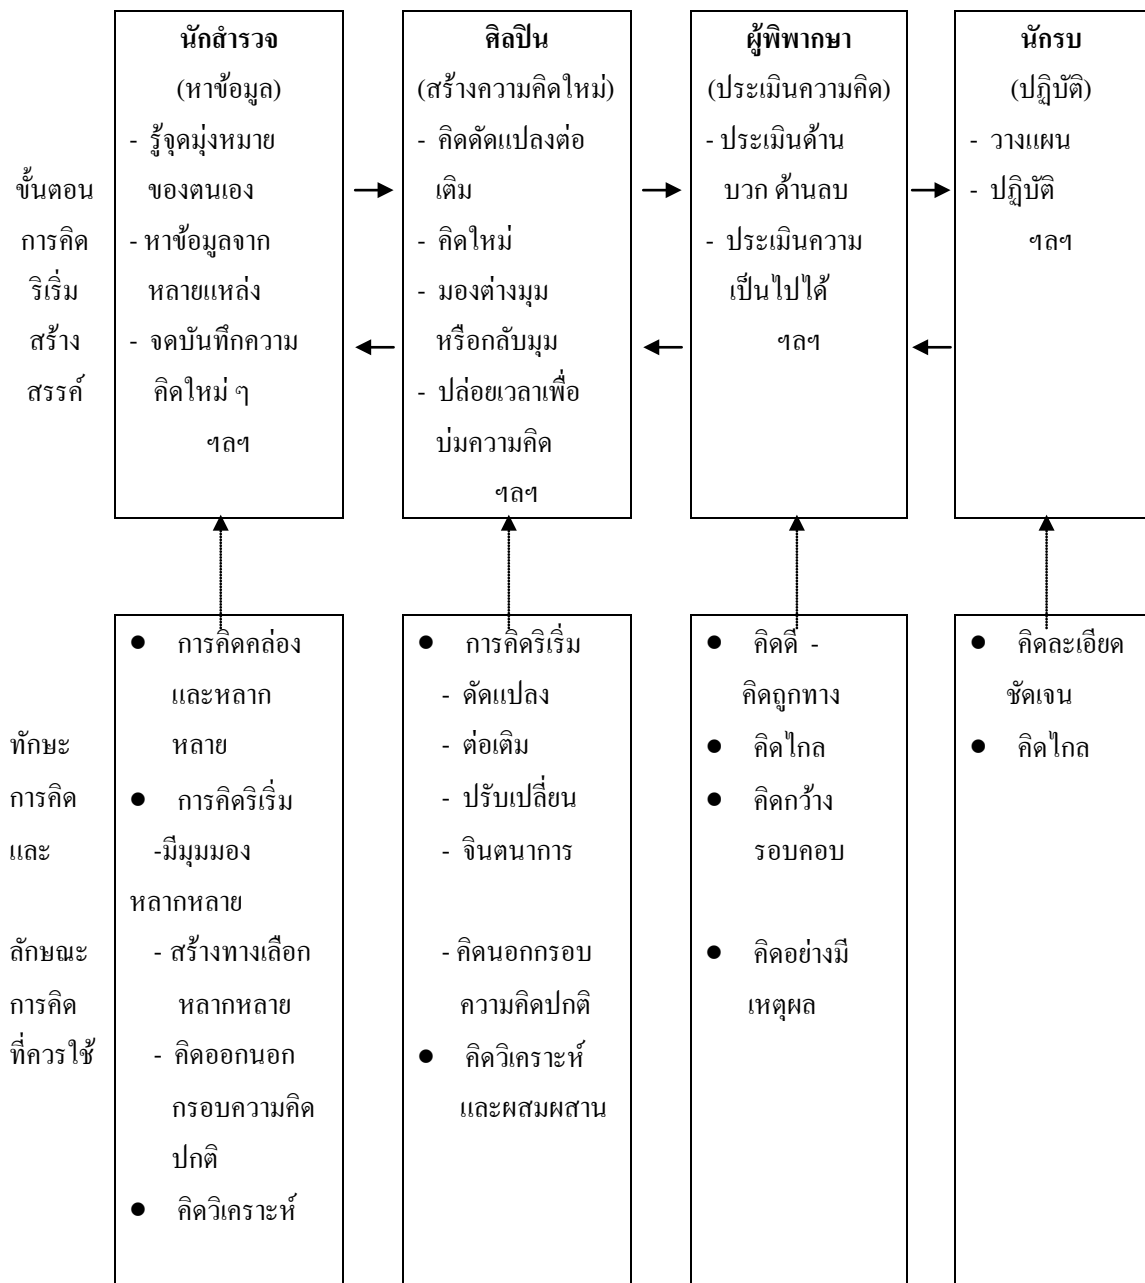 ขั้นตอน
การคิด
ริเริ่ม
สร้าง
สรรค์
นักสำรวจ
(หาข้อมูล)
- รู้จุดมุ่งหมาย
ของตนเอง
- หาข้อมูลจาก
หลายแหล่ง
- จดบันทึกความ
คิดใหม่ ๆ
ฯลฯ
ศิลปิน
(สร้างความคิดใหม่)
- คิดดัดแปลงต่อ
เติม
- คิดใหม่
- มองต่างมุม
หรือกลับมุม
- ปล่อยเวลาเพื่อ
บ่มความคิด
ฯลฯ
ผู้พิพากษา
(ประเมินความคิด)
- ประเมินด้าน
บวก ด้านลบ
- ประเมินความ
เป็นไปได้
ฯลฯ
นักรบ
(ปฏิบัติ)
- วางแผน
- ปฏิบัติ
ฯลฯ
ทักษะ
การคิด
และ
ลักษณะ
การคิด
ที่ควรใช้
● การคิดคล่อง
และหลาก
หลาย
● การคิดริเริ่ม
-มีมุมมอง
หลากหลาย
- สร้างทางเลือก
หลากหลาย
- คิดออกนอก
กรอบความคิด
ปกติ
● คิดวิเคราะห์
● การคิดริเริ่ม
- ดัดแปลง
- ต่อเติม
- ปรับเปลี่ยน
- จินตนาการ
- คิดนอกกรอบ
ความคิดปกติ
● คิดวิเคราะห์
และผสมผสาน
● คิดดี -
คิดถูกทาง
● คิดไกล
● คิดกว้าง
รอบคอบ
● คิดอย่างมี
เหตุผล
● คิดละเอียด
ชัดเจน
● คิดไกล